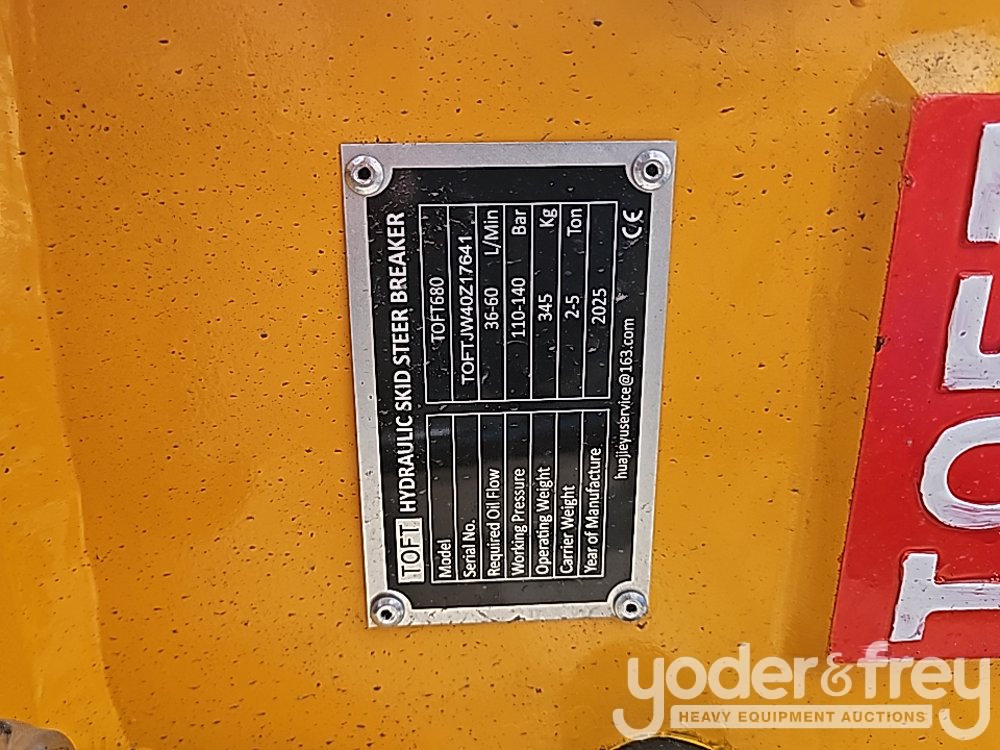 TOFT HYDRAULIC SKID STEER BREAKER
Model TOFT680
Serial No. TOFTJW40Z17641
Required Oil Flow 36-60 L/Min
Working Pressure 110-140 Bar
Operating Weight 345 Kg
Carrier Weight 2-5 Ton
Year of Manufacture 2025
huajieyuservice@163.com CE
TOFT
yoder&frey
HEAVY EQUIPMENT AUCTIONS